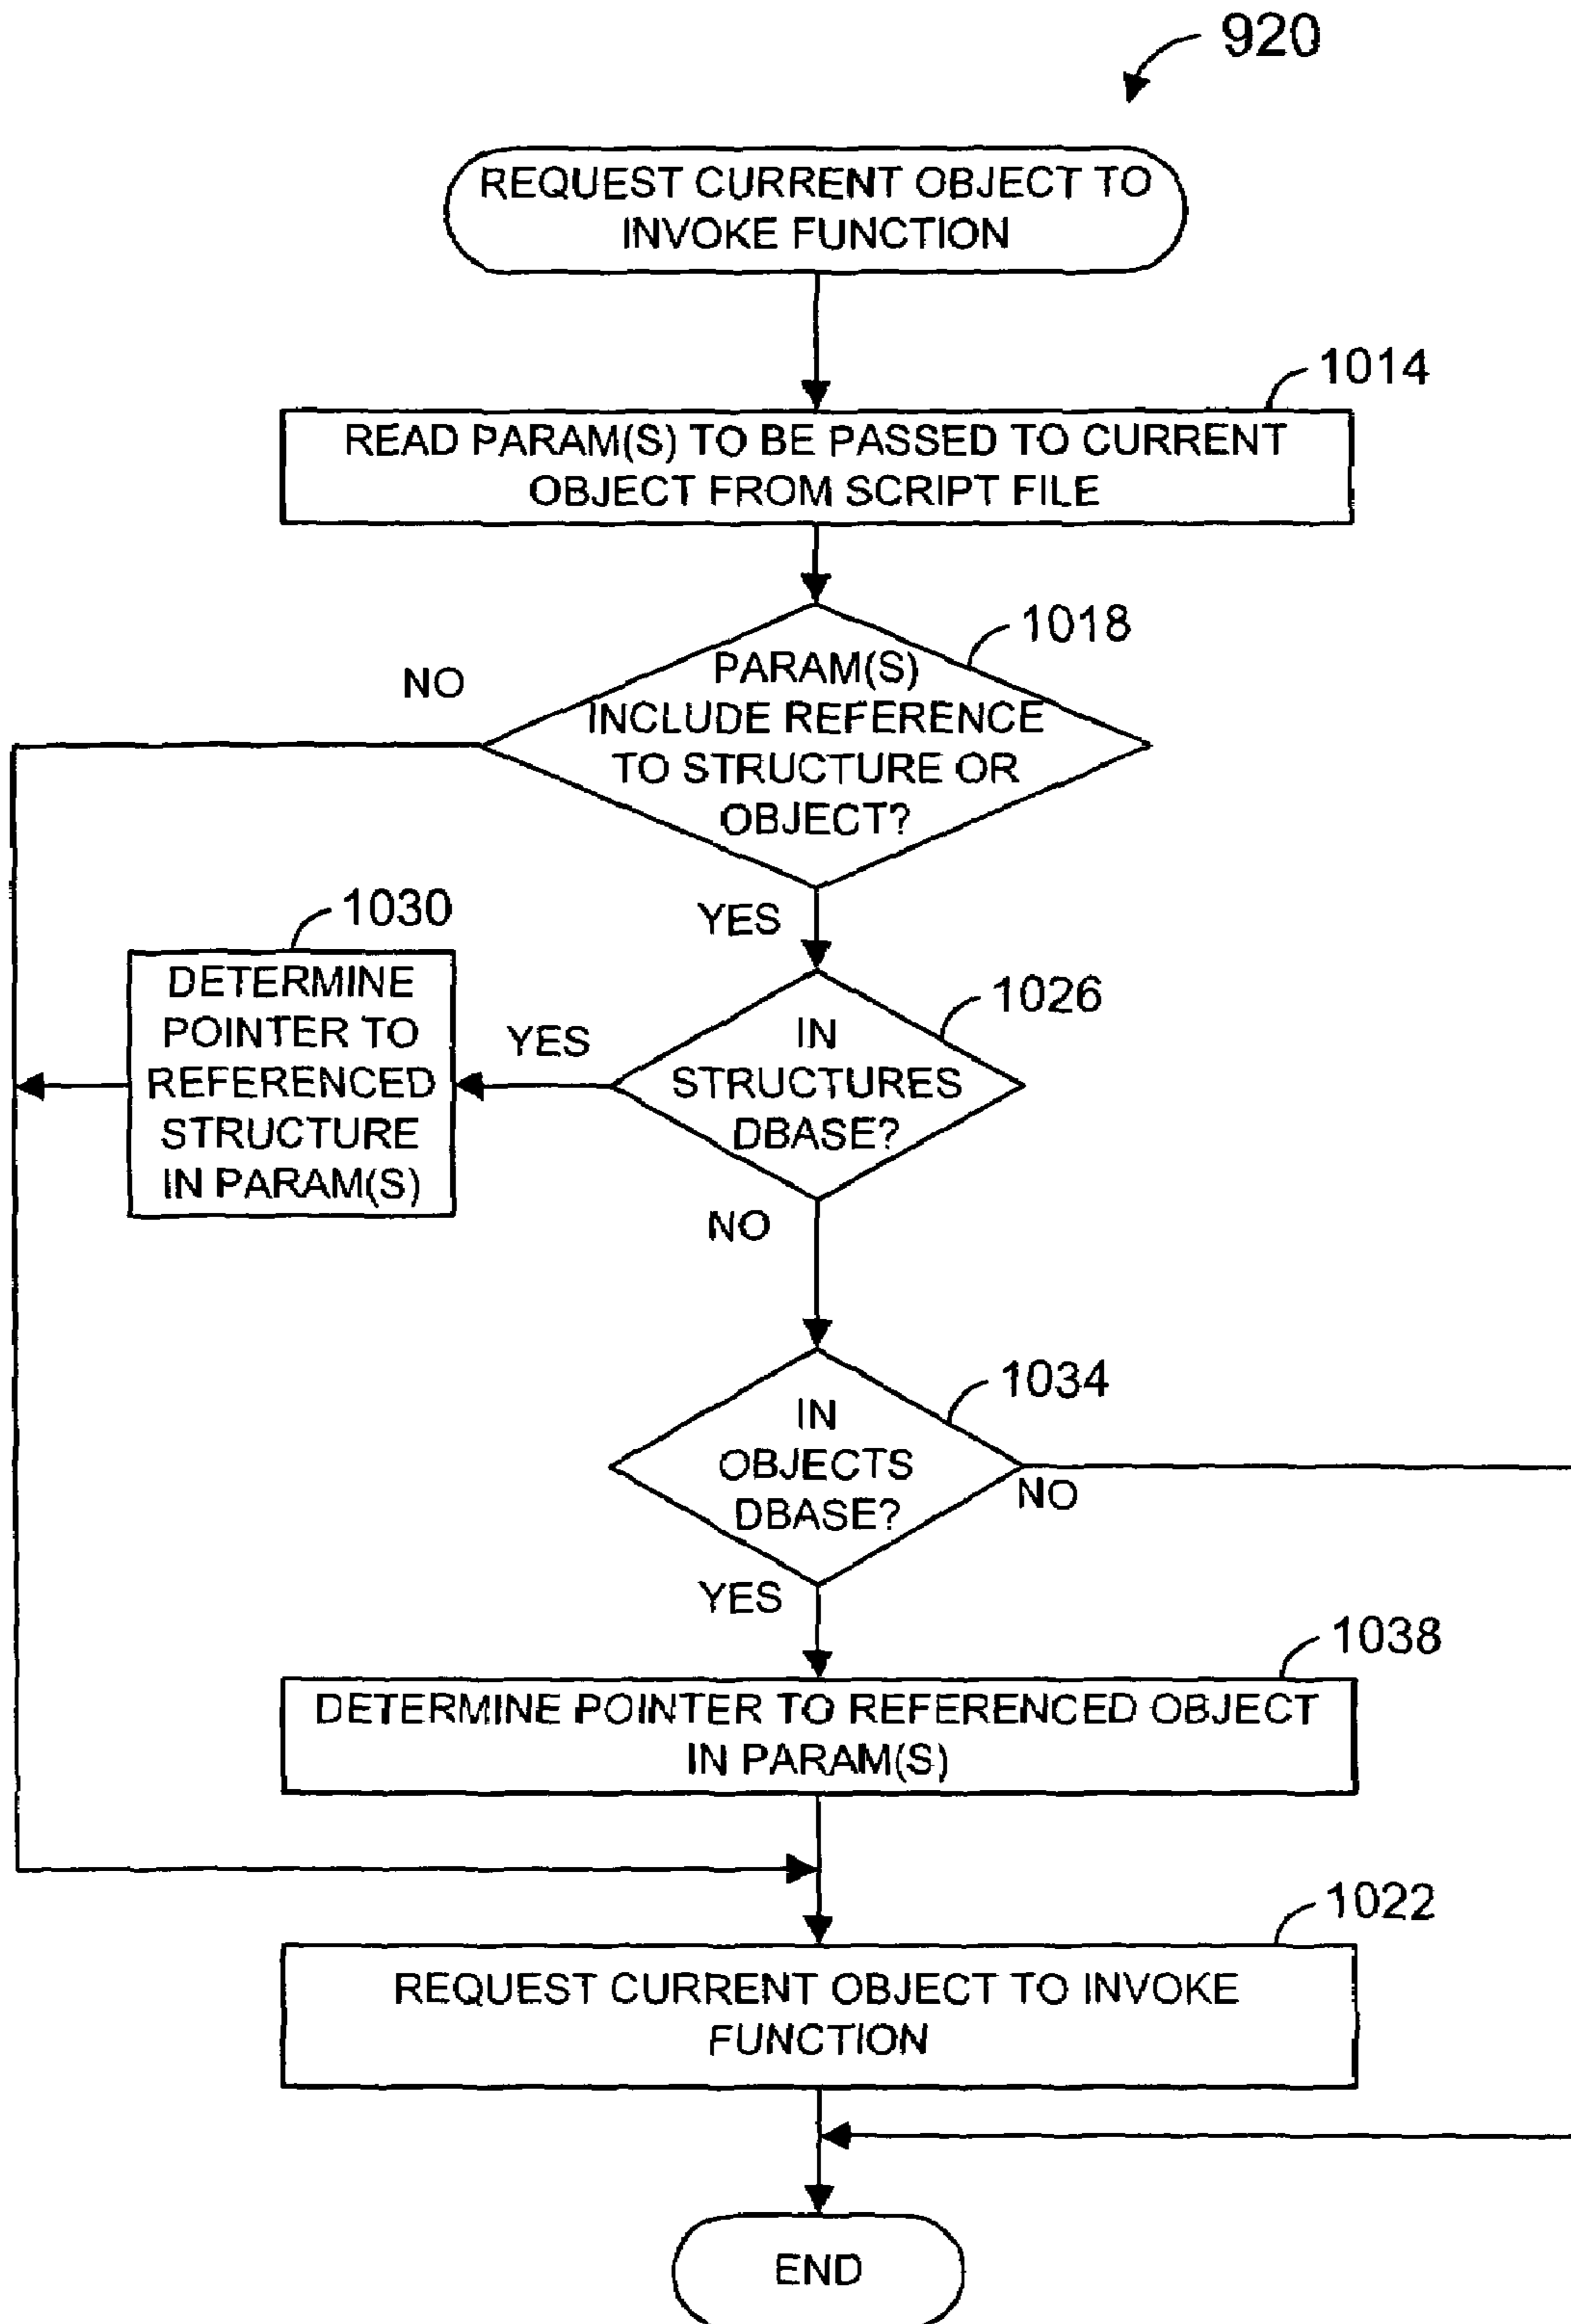 920
REQUEST CURRENT OBJECT TO
INVOKE FUNCTION
1014
READ PARAM(S) TO BE PASSED TO CURRENT
OBJECT FROM SCRIPT FILE
1018
NO
PARAM(S)
INCLUDE REFERENCE
TO STRUCTURE OR
OBJECT?
YES
1030
DETERMINE
POINTER TO
REFERENCED
STRUCTURE
IN PARAM(S)
YES
1026
IN
STRUCTURES
DBASE?
NO
1034
IN
OBJECTS
DBASE?
NO
YES
1038
DETERMINE POINTER TO REFERENCED OBJECT
IN PARAM(S)
1022
REQUEST CURRENT OBJECT TO INVOKE
FUNCTION
END